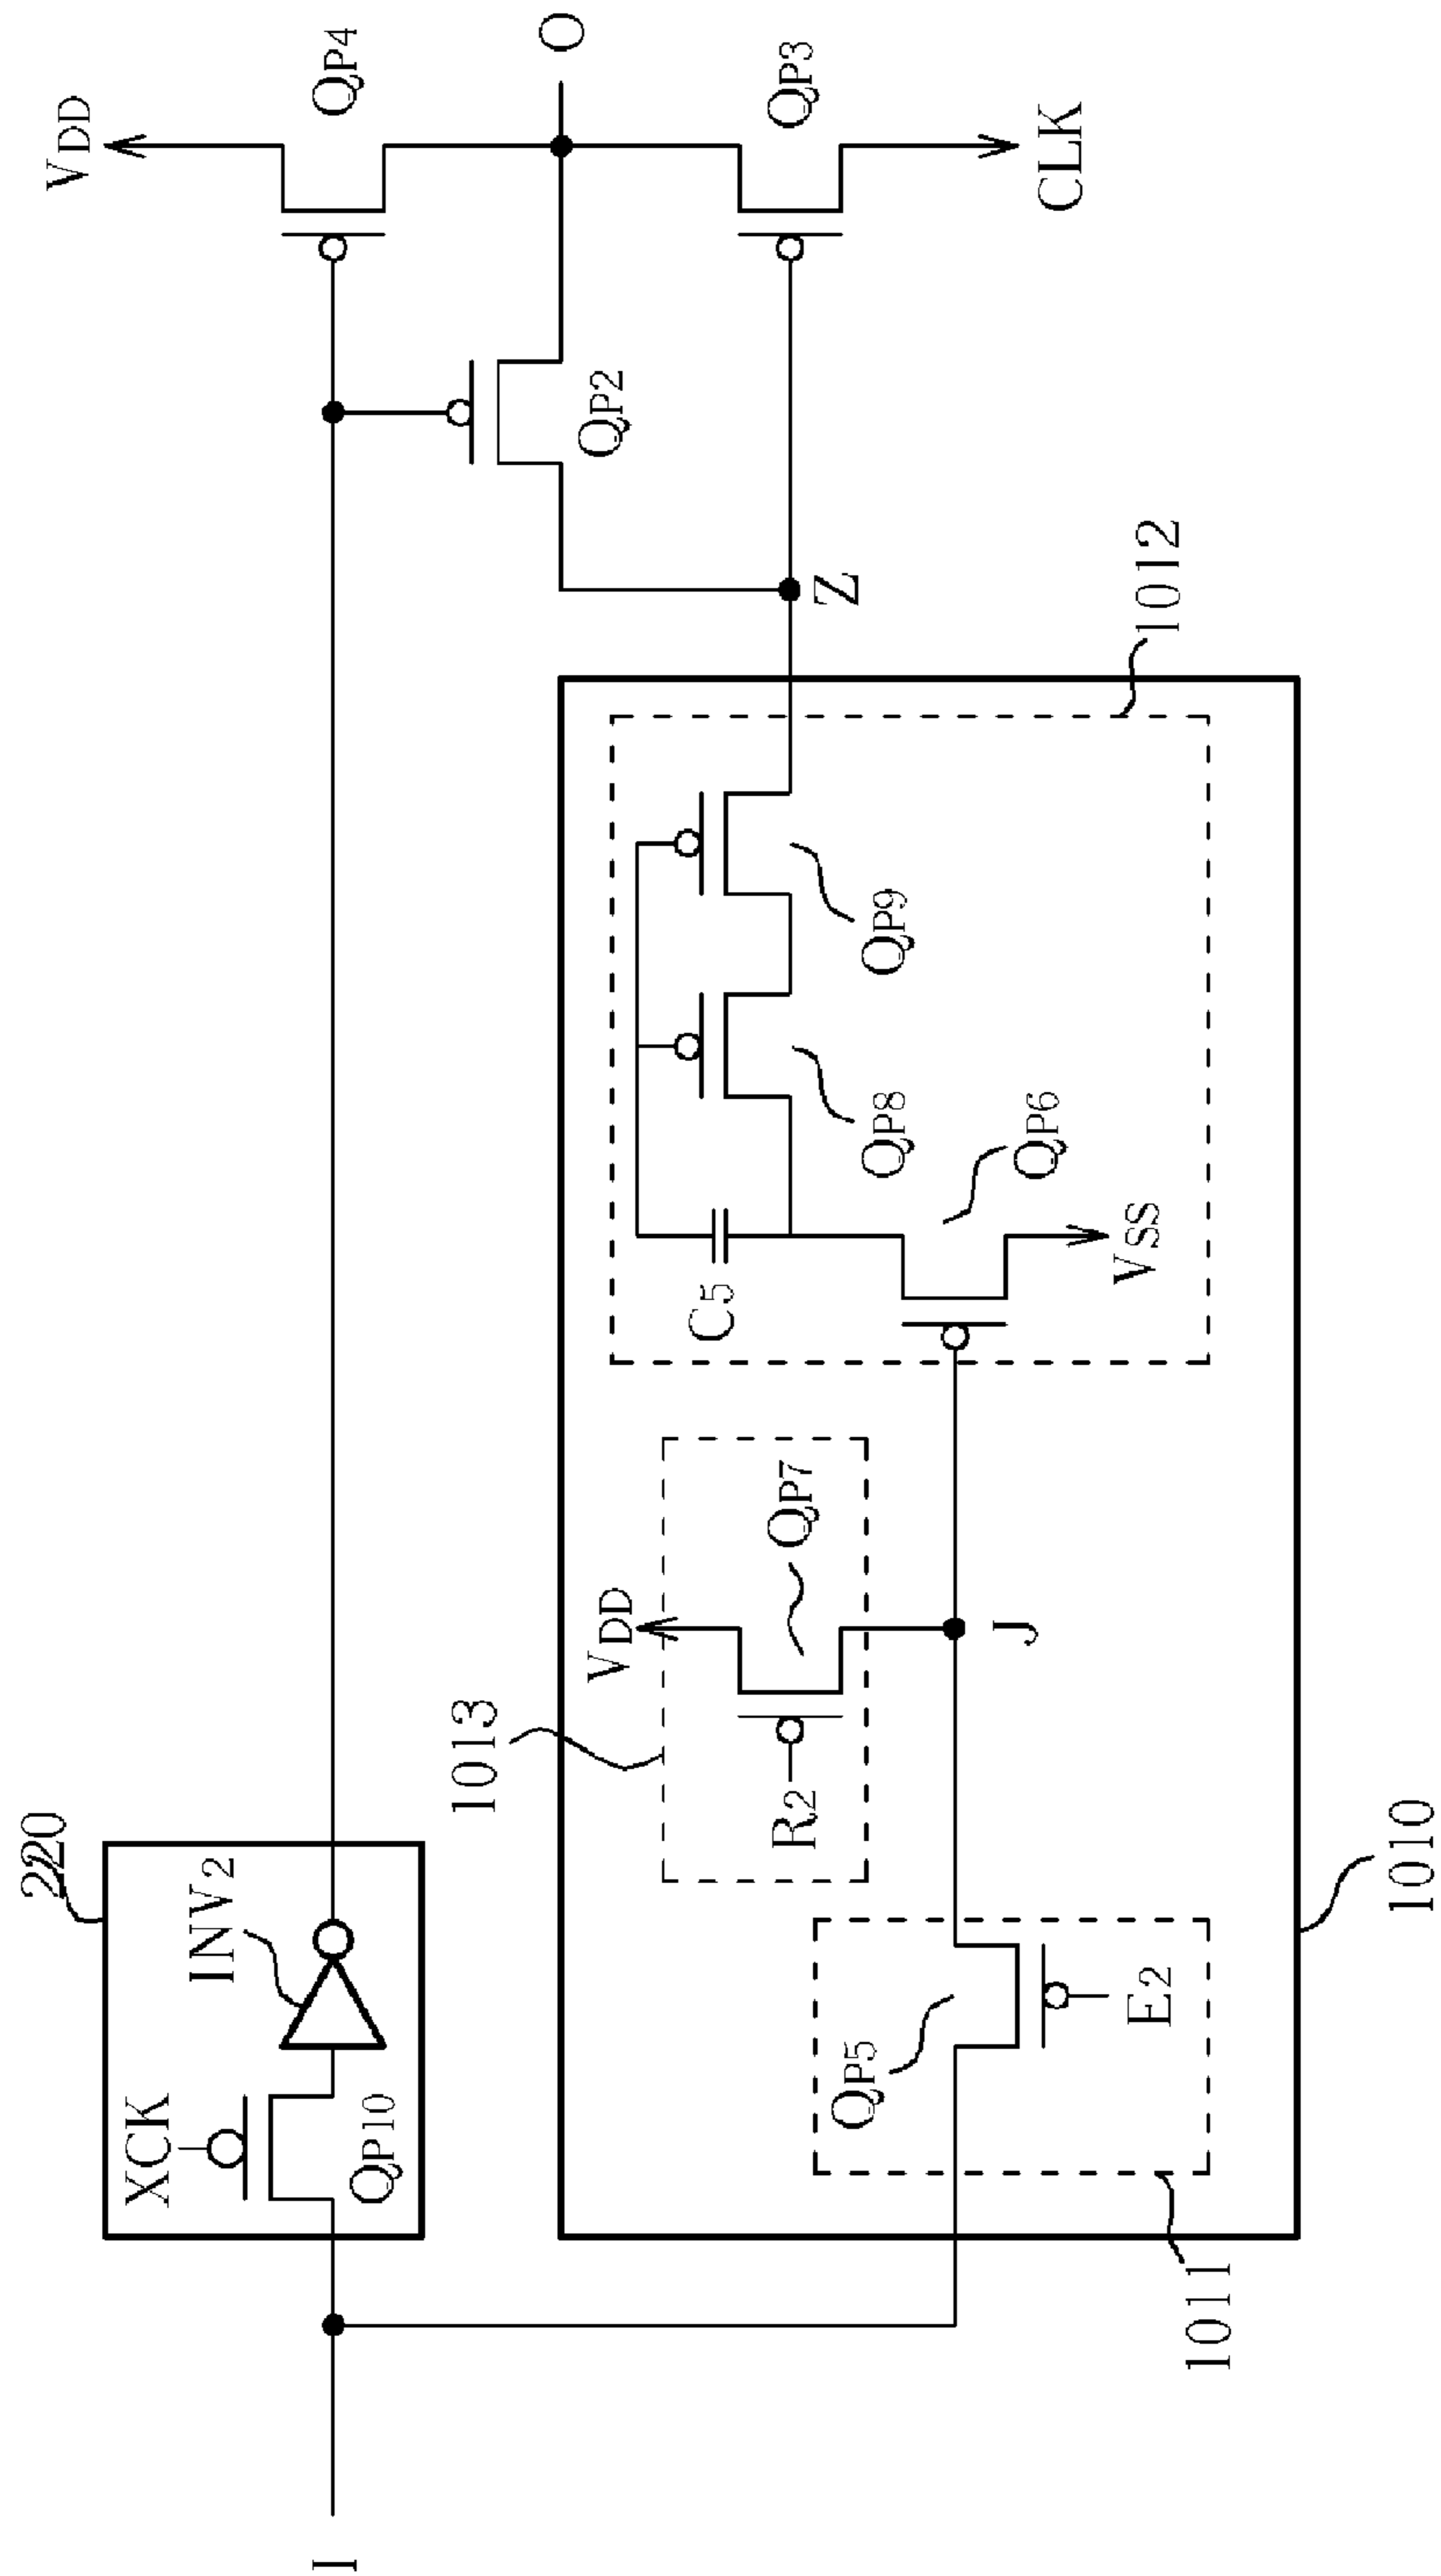 I
220
XCK
QP10
INV2
VDD
QP4
O
QP2
QP3
CLK
Z
1010
1011
QP5
E2
1013
VDD
R2
QP7
J
1012
C5
QP8
QP9
QP6
VSS